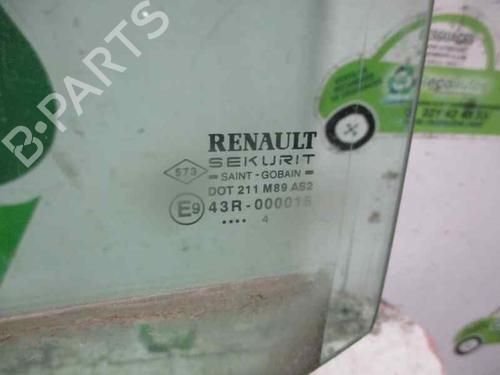 B-PARTS
RENAULT
SEKURIT
573
SAINT-GOBAIN
DOT 211 M89 AS2
E9 43R-000015
.... 4